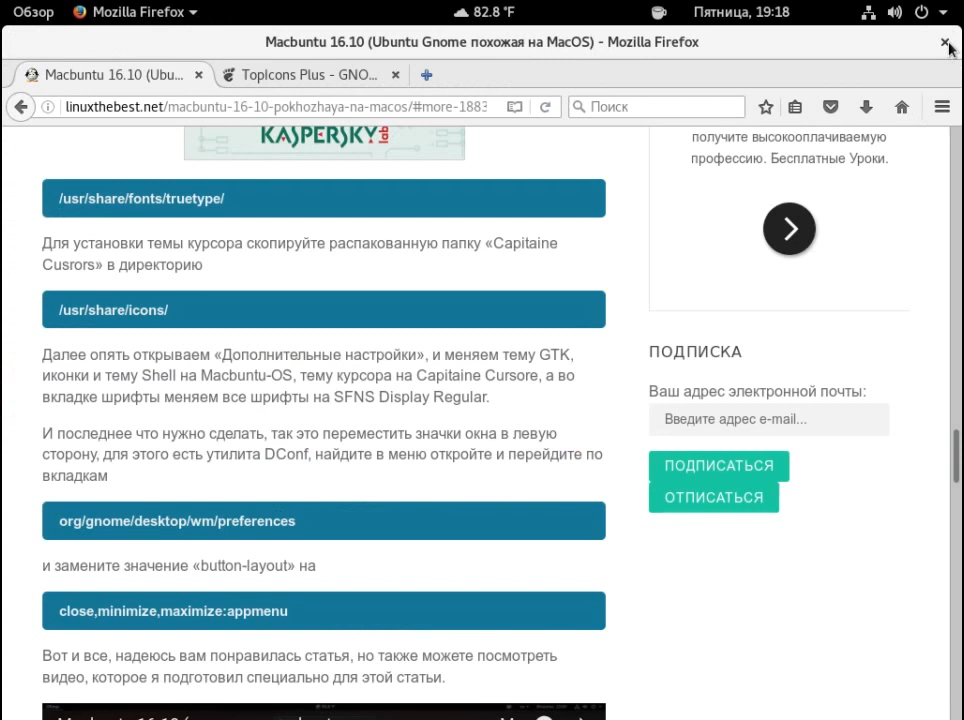 Обзор Mozilla Firefox 82.8 °F Пятница, 19:18
Macbuntu 16.10 (Ubuntu Gnome похожая на MacOS) - Mozilla Firefox
Macbuntu 16.10 (Ubu... TopIcons Plus - GNO...
linuxthebest.net/macbuntu-16-10-pokhozhaya-na-macos/#more-1883 Поиск
KASPERSKY lab
/usr/share/fonts/truetype/
Для установки темы курсора скопируйте распакованную папку «Capitaine
Cusrors» в директорию
/usr/share/icons/
Далее опять открываем «Дополнительные настройки», и меняем тему GTK,
иконки и тему Shell на Macbuntu-OS, тему курсора на Capitaine Cursore, а во
вкладке шрифты меняем все шрифты на SFNS Display Regular.
И последнее что нужно сделать, так это переместить значки окна в левую
сторону, для этого есть утилита DConf, найдите в меню откройте и перейдите по
вкладкам
org/gnome/desktop/wm/preferences
и замените значение «button-layout» на
close,minimize,maximize:appmenu
Вот и все, надеюсь вам понравилась статья, но также можете посмотреть
видео, которое я подготовил специально для этой статьи.
получите высокооплачиваемую
профессию. Бесплатные Уроки.
ПОДПИСКА
Ваш адрес электронной почты:
Введите адрес e-mail...
ПОДПИСАТЬСЯ
ОТПИСАТЬСЯ